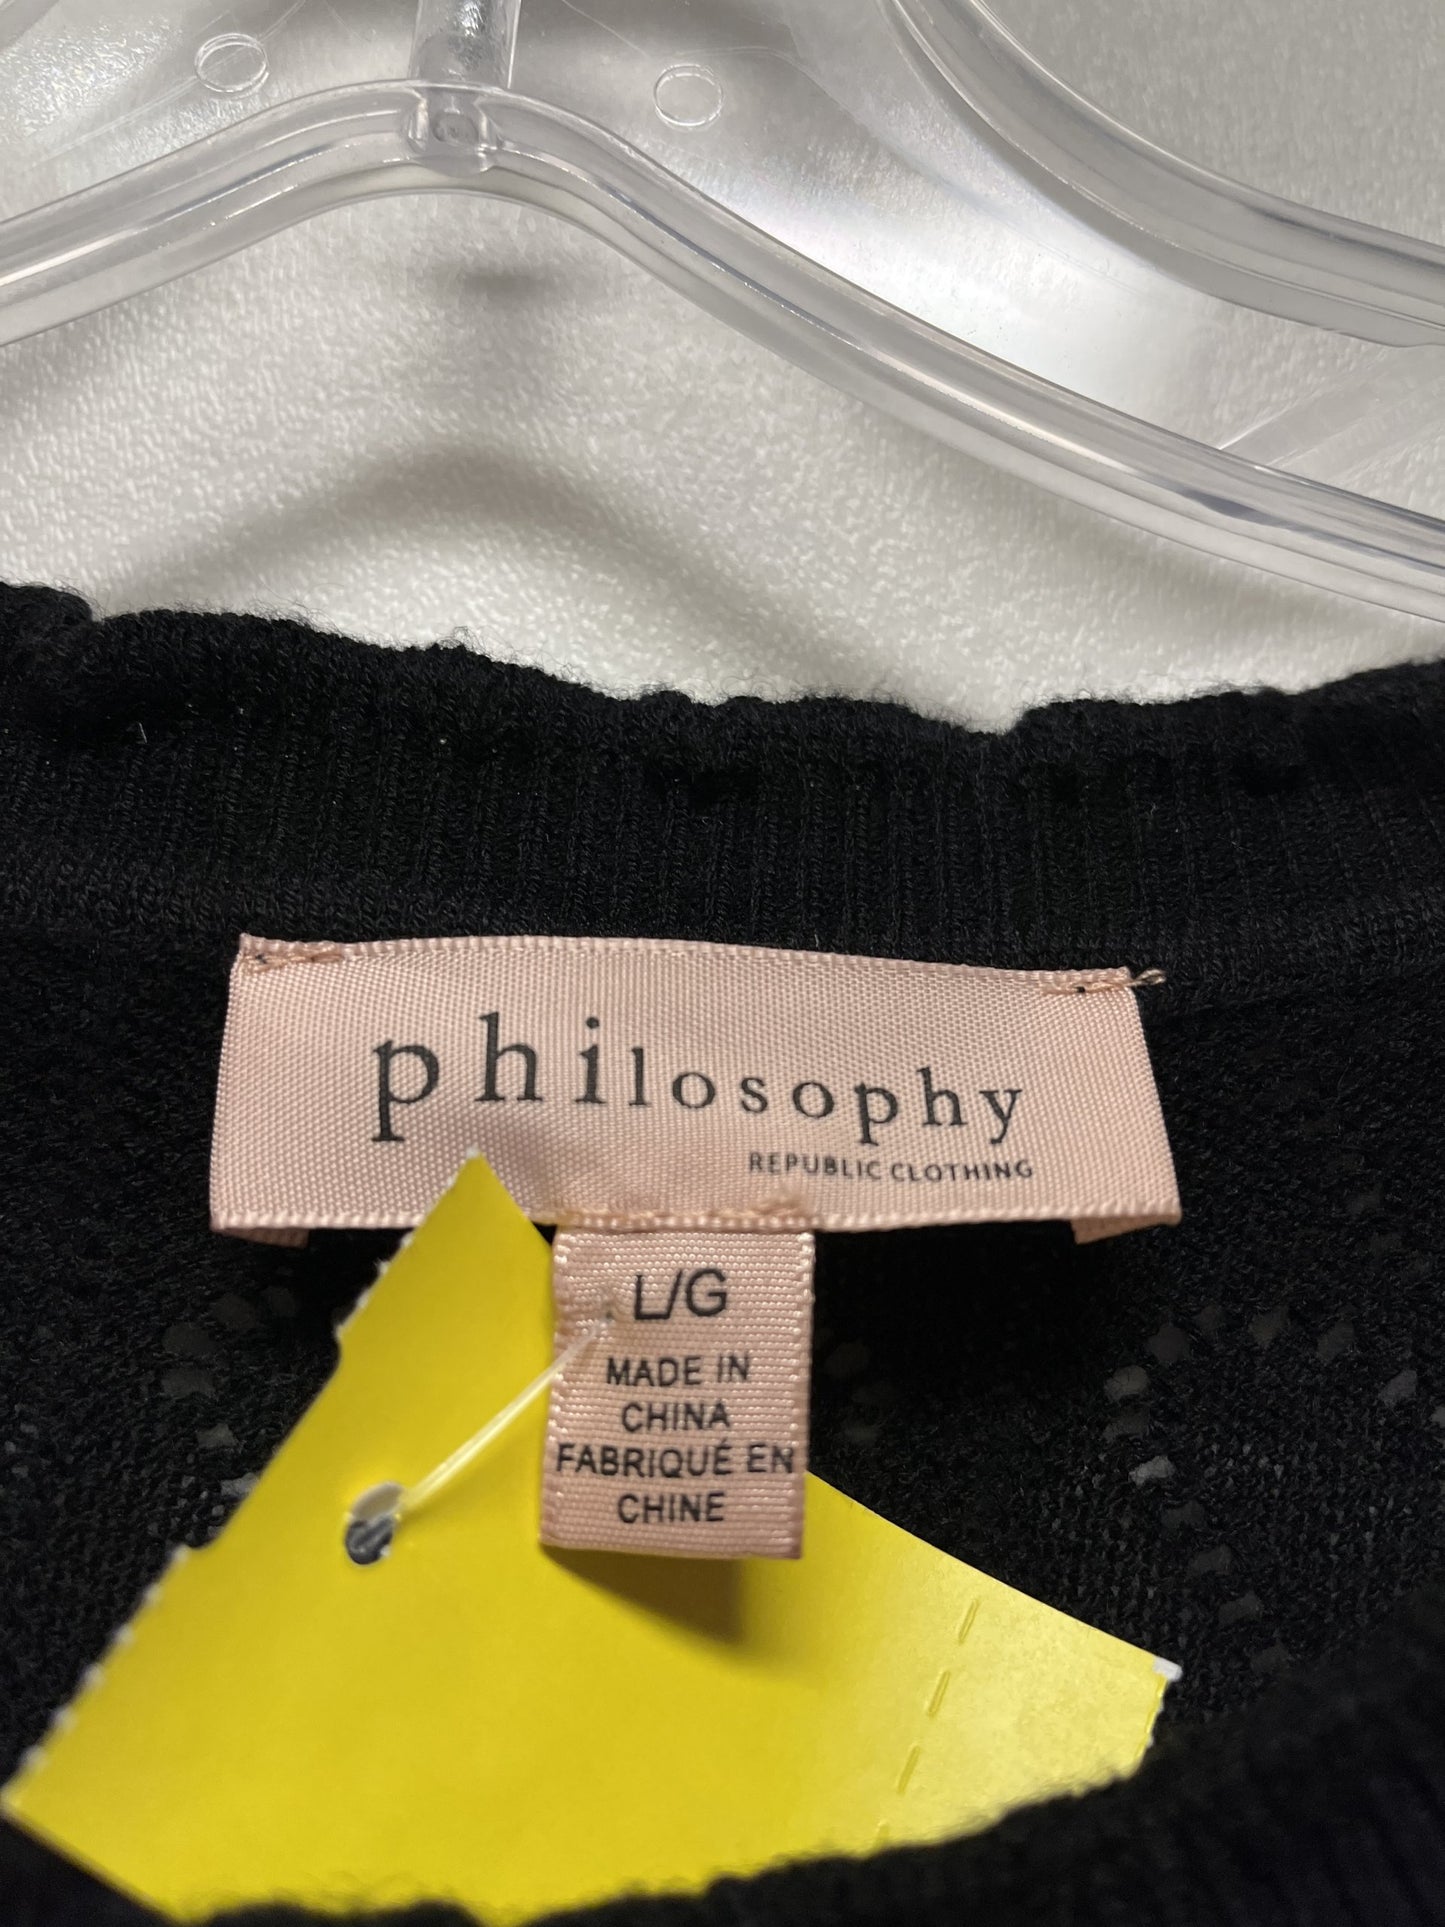 philosophy
REPUBLIC CLOTHING
L/G
MADE IN
CHINA
FABRIQUÉ EN
CHINE